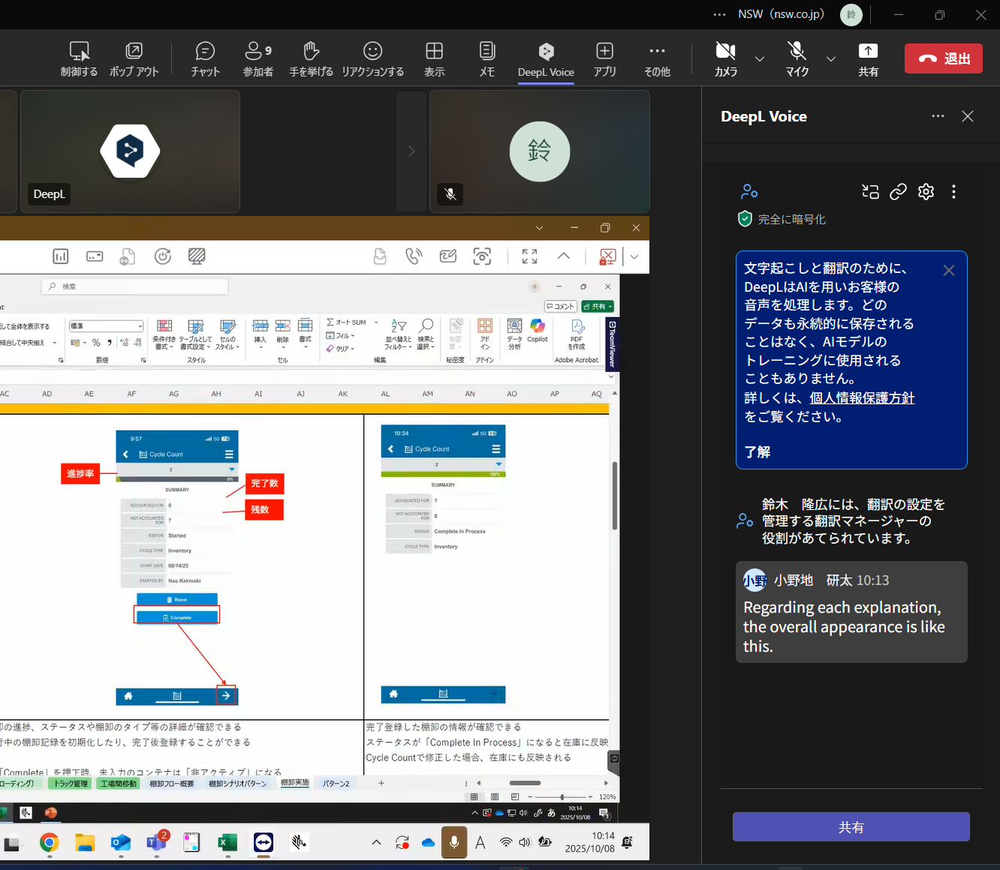 NSW（nsw.co.jp）
鈴
制御する
ポップ アウト
チャット
9
参加者
手を挙げる
リアクションする
表示
メモ
DeepL Voice
アプリ
その他
カメラ
マイク
共有
退出
DeepL
鈴
DeepL Voice
完全に暗号化
文字起こしと翻訳のために、
DeepLはAIを用いお客様の
音声を処理します。どの
データも永続的に保存される
ことはなく、AIモデルの
トレーニングに使用される
こともありません。
詳しくは、個人情報保護方針
をご覧ください。
了解
鈴木　隆広には、翻訳の設定を
管理する翻訳マネージャーの
役割があてられています。
小野
小野地　研太 10:13
Regarding each explanation,
the overall appearance is like
this.
共有
検索
コメント
共有
して全体を表示する
結合して中央揃え
標準
%
数値
条件付き
書式
テーブルとして
書式設定
セルの
スタイル
スタイル
挿入
削除
書式
セル
Σ オート SUM
フィル
クリア
並べ替えと
フィルター
検索と
選択
編集
秘密
度
秘密度
アド
イン
アドイン
データ
分析
Copilot
PDF
を作成
Adobe Acrobat
TeamViewer
AC AD AE AF AG AH AI AJ AK AL AM AN AO AP AQ
9:57
5G
Cycle Count
2
0%
進捗率
完了数
残数
SUMMARY
ACCOUNTED FOR 0
NOT ACCOUNTED FOR 7
STATUS Started
CYCLE TYPE Inventory
START DATE 08/14/25
STARTED BY Nao Kakinoki
Reset
Complete
10:34
5G
Cycle Count
2
100%
SUMMARY
ACCOUNTED FOR 7
NOT ACCOUNTED FOR 0
STATUS Complete In Process
CYCLE TYPE Inventory
の進捗、ステータスや棚卸のタイプ等の詳細が確認できる
中の棚卸記録を初期化したり、完了後登録することができる
「Complete」を押下時、未入力のコンテナは「非アクティブ」になる
完了登録した棚卸の情報が確認できる
ステータスが「Complete In Process」になると在庫に反映
Cycle Countで修正した場合、在庫にも反映される
ローディング）
トラック管理
工場間移動
棚卸フロー概要
棚卸シナリオパターン
棚卸実施
パターン2
+
120%
あ
10:14
2025/10/08
3
2
A
10:14
2025/10/08